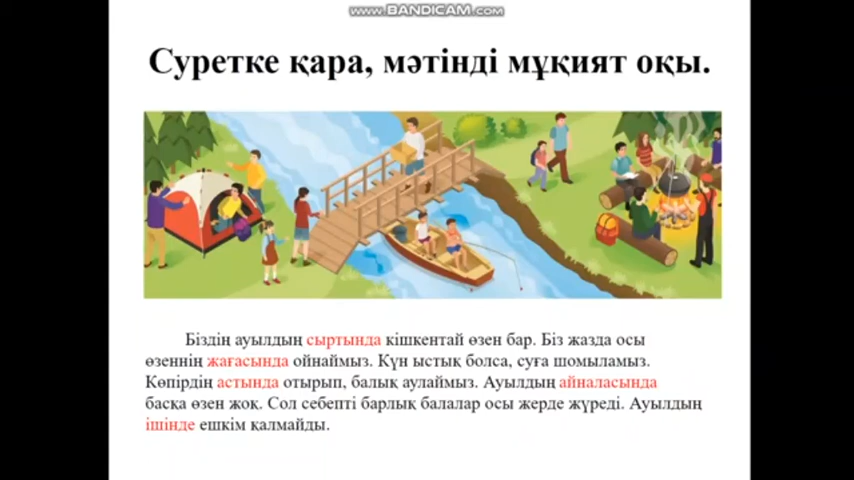 www.BANDICAM.com
Суретке қара, мәтінді мұқият оқы.
Біздің ауылдың сыртында кішкентай өзен бар. Біз жазда осы
өзеннің жағасында ойнаймыз. Күн ыстық болса, суға шомыламыз.
Көпірдің астында отырып, балық аулаймыз. Ауылдың айналасында
басқа өзен жоқ. Сол себепті барлық балалар осы жерде жүреді. Ауылдың
ішінде ешкім қалмайды.